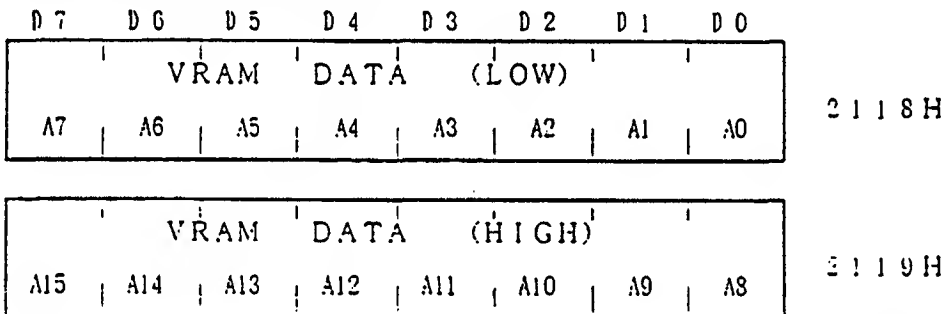 D7 D6 D5 D4 D3 D2 D1 D0
VRAM DATA (LOW)
A7 A6 A5 A4 A3 A2 A1 A0
2118H
VRAM DATA (HIGH)
A15 A14 A13 A12 A11 A10 A9 A8
2119H